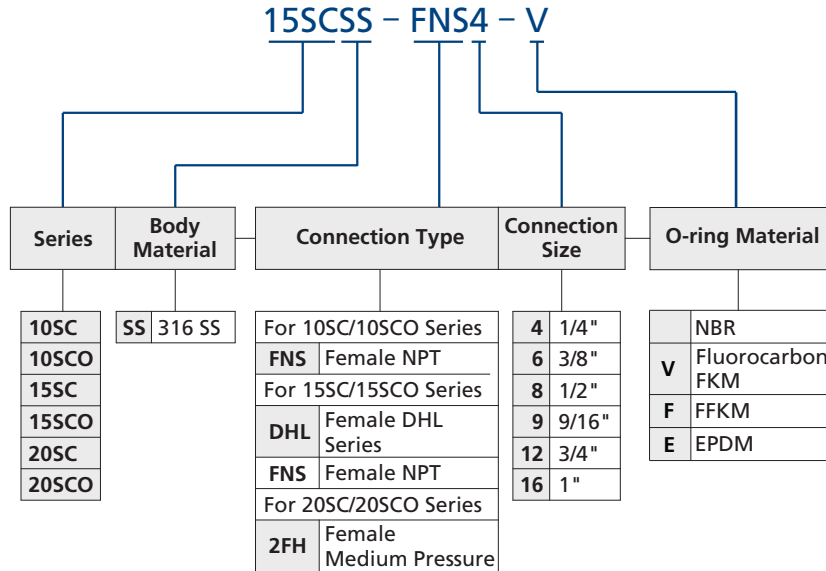 15SCSS – FNS4 – V
Series
Body
Material
Connection Type
Connection
Size
O-ring Material
10SC
10SCO
15SC
15SCO
20SC
20SCO
SS 316 SS
For 10SC/10SCO Series
FNS Female NPT
For 15SC/15SCO Series
DHL Female DHL
Series
FNS Female NPT
For 20SC/20SCO Series
2FH Female
Medium Pressure
4 1/4"
6 3/8"
8 1/2"
9 9/16"
12 3/4"
16 1"
NBR
V Fluorocarbon
FKM
F FFKM
E EPDM